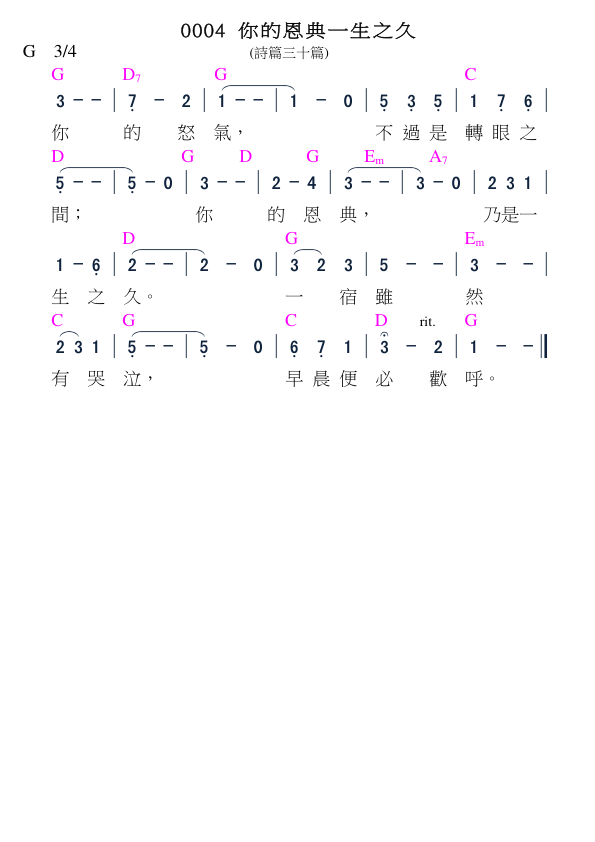 0004 你的恩典一生之久
G 3/4 (詩篇三十篇)
G D7 G C
3 - - | 7 - 2 | 1 - - | 1 - 0 | 5 3 5 | 1 7 6 |
你 的 怒 氣， 不 過 是 轉 眼 之
D G D G Em A7
5 - - | 5 - 0 | 3 - - | 2 - 4 | 3 - - | 3 - 0 | 2 3 1 |
間； 你 的 恩 典， 乃是一
D G Em
1 - 6 | 2 - - | 2 - 0 | 3 2 3 | 5 - - | 3 - - |
生 之 久。 一 宿 雖 然
C G C D rit. G
2 3 1 | 5 - - | 5 - 0 | 6 7 1 | 3 - 2 | 1 - - ‖
有 哭 泣， 早 晨 便 必 歡 呼。